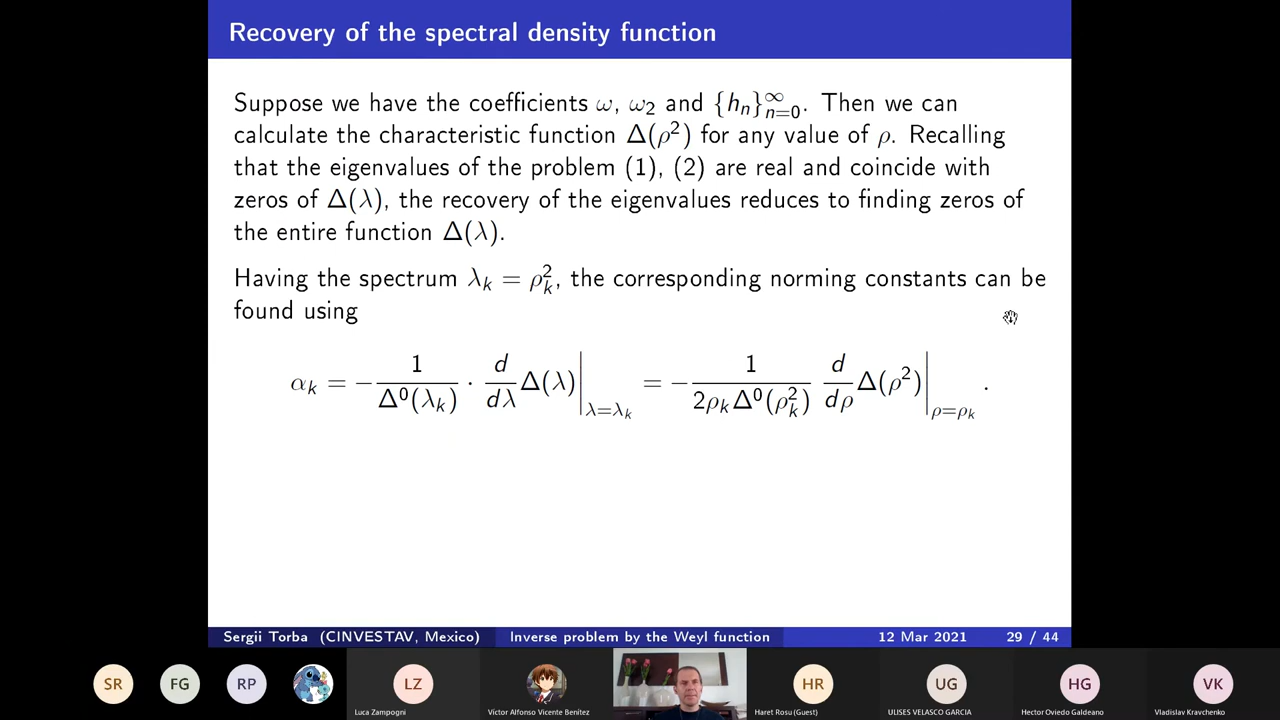 Recovery of the spectral density function
Suppose we have the coefficients ω, ω₂ and {hₙ}∞ₙ₌₀. Then we can
calculate the characteristic function Δ(ρ²) for any value of ρ. Recalling
that the eigenvalues of the problem (1), (2) are real and coincide with
zeros of Δ(λ), the recovery of the eigenvalues reduces to finding zeros of
the entire function Δ(λ).
Having the spectrum λₖ = ρₖ², the corresponding norming constants can be
found using
αₖ = − 1/Δ⁰(λₖ) · d/dλ Δ(λ)|λ=λₖ = − 1/2ρₖΔ⁰(ρₖ²) d/dρ Δ(ρ²)|ρ=ρₖ .
Sergii Torba (CINVESTAV, Mexico) Inverse problem by the Weyl function 12 Mar 2021 29 / 44
SR FG RP LZ HR UG HG VK
Luca Zampogni Víctor Alfonso Vicente Benítez Haret Rosu (Guest) ULISES VELASCO GARCIA Hector Oviedo Galdeano Vladislav Kravchenko